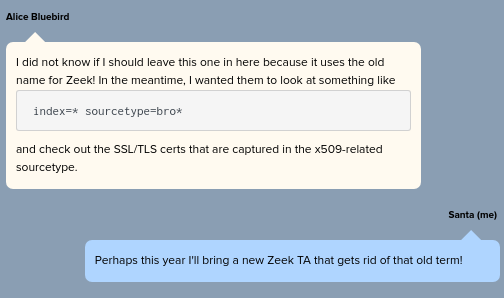 Alice Bluebird
I did not know if I should leave this one in here because it uses the old
name for Zeek! In the meantime, I wanted them to look at something like
index=* sourcetype=bro*
and check out the SSL/TLS certs that are captured in the x509-related
sourcetype.
Santa (me)
Perhaps this year I'll bring a new Zeek TA that gets rid of that old term!